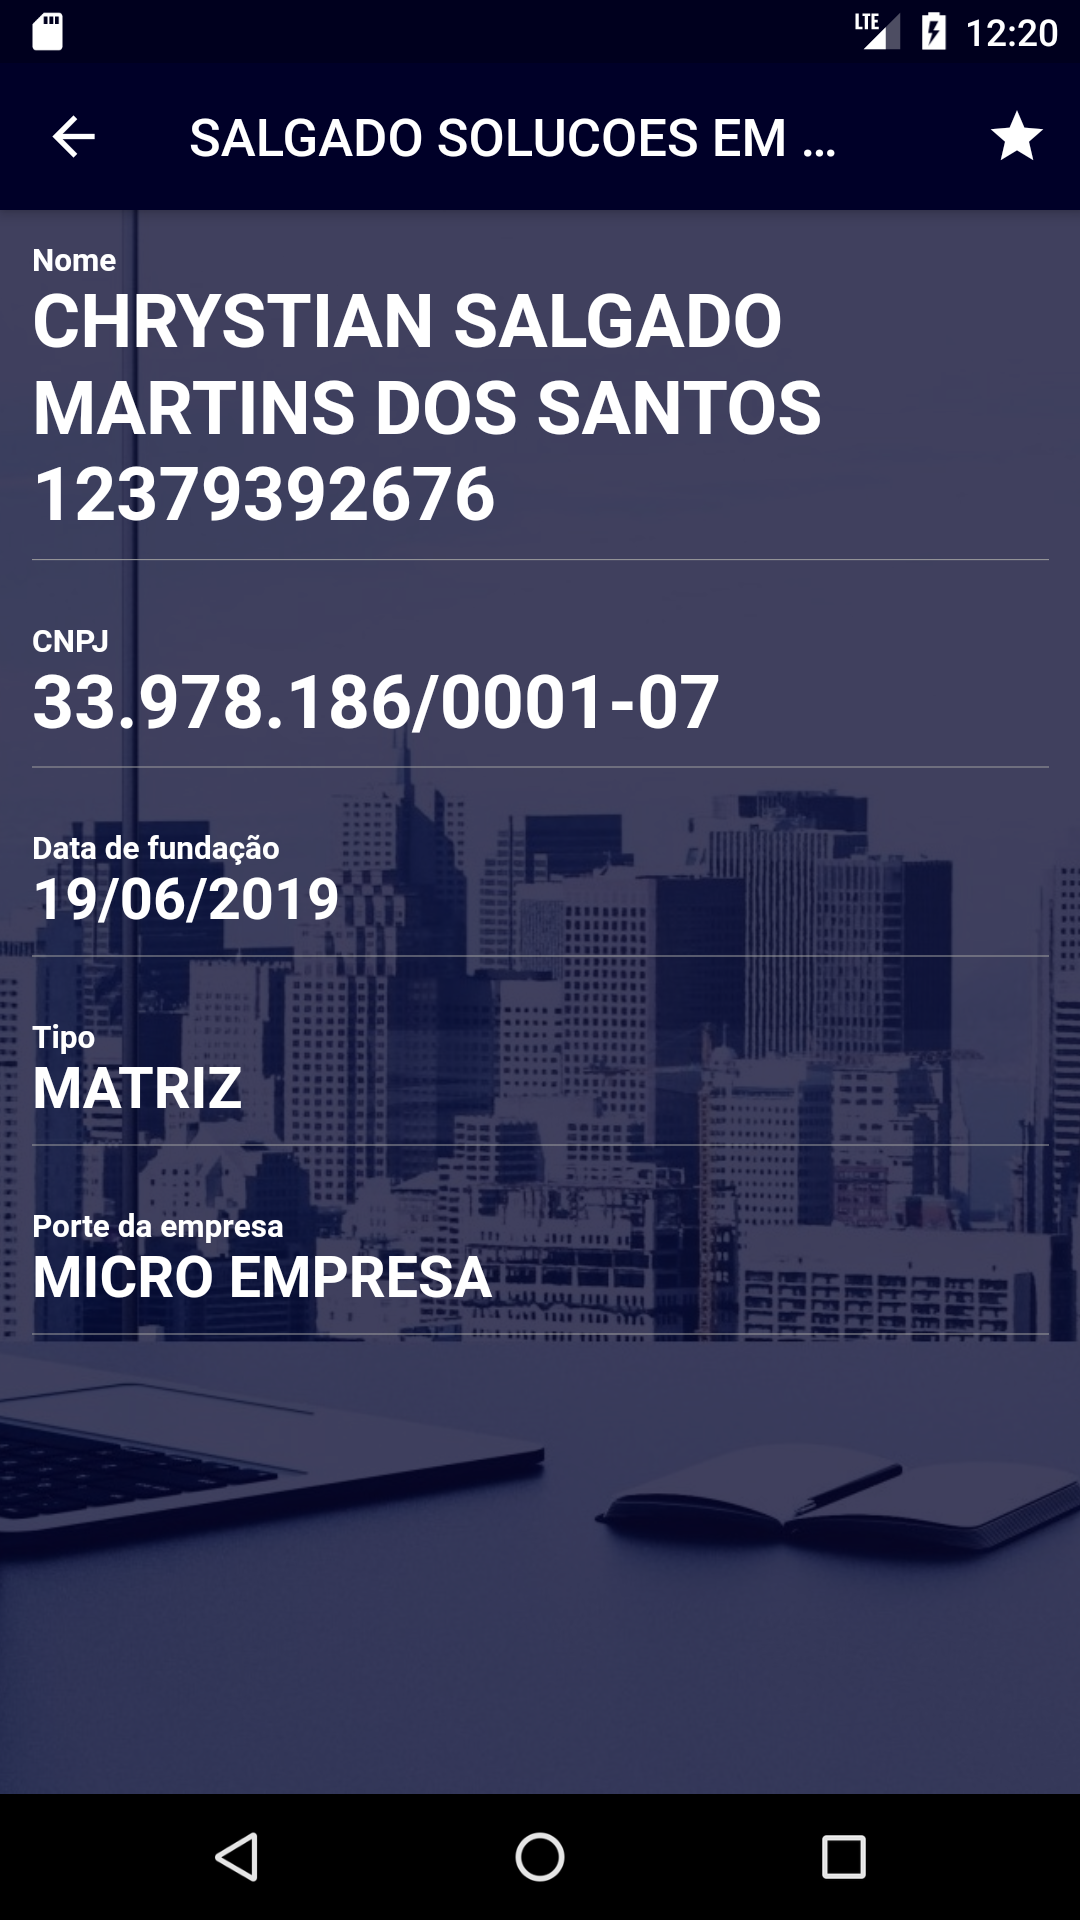 LTE 12:20
SALGADO SOLUCOES EM ...
Nome
CHRYSTIAN SALGADO
MARTINS DOS SANTOS
12379392676
CNPJ
33.978.186/0001-07
Data de fundação
19/06/2019
Tipo
MATRIZ
Porte da empresa
MICRO EMPRESA